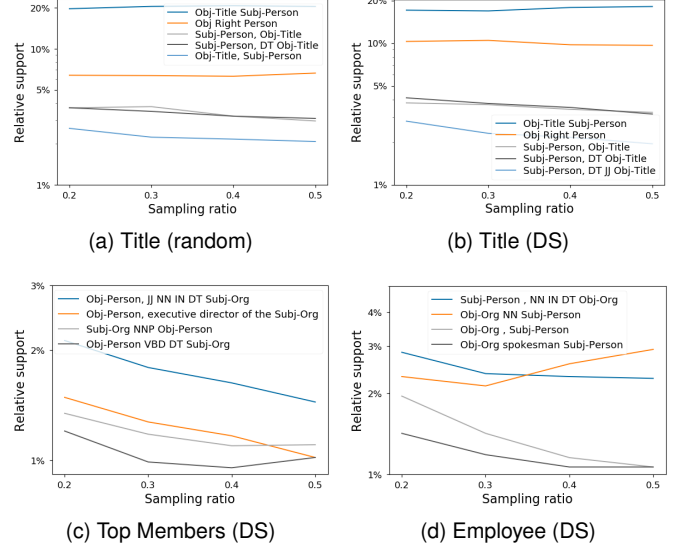 20%
10%
5%
1%
Relative support
Obj-Title Subj-Person
Obj Right Person
Subj-Person, Obj-Title
Subj-Person, DT Obj-Title
Obj-Title, Subj-Person
0.2 0.3 0.4 0.5
Sampling ratio
(a) Title (random)
20%
10%
5%
1%
Relative support
Obj-Title Subj-Person
Obj Right Person
Subj-Person, Obj-Title
Subj-Person, DT Obj-Title
Subj-Person, DT JJ Obj-Title
0.2 0.3 0.4 0.5
Sampling ratio
(b) Title (DS)
3%
2%
1%
Relative support
Obj-Person, JJ NN IN DT Subj-Org
Obj-Person, executive director of the Subj-Org
Subj-Org NNP Obj-Person
Obj-Person VBD DT Subj-Org
0.2 0.3 0.4 0.5
Sampling ratio
(c) Top Members (DS)
4%
3%
2%
1%
Relative support
Subj-Person , NN IN DT Obj-Org
Obj-Org NN Subj-Person
Obj-Org , Subj-Person
Obj-Org spokesman Subj-Person
0.2 0.3 0.4 0.5
Sampling ratio
(d) Employee (DS)